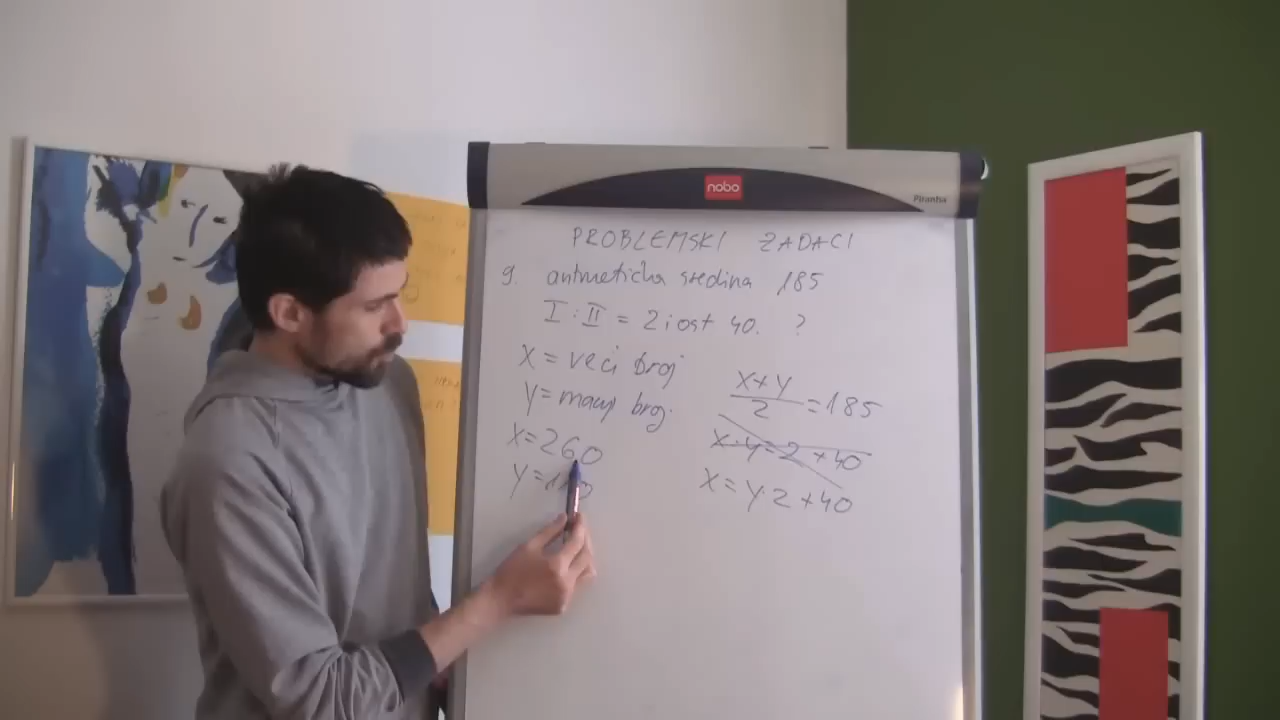 nobo
Piranha
PROBLEMSKI ZADACI
9. aritmetička sredina 185
I : II = 2 i ost 40. ?
X = veći broj
y = manji broj.
X+y
2
=185
X=260
X·y=2+40
y=110
X=y·2+40